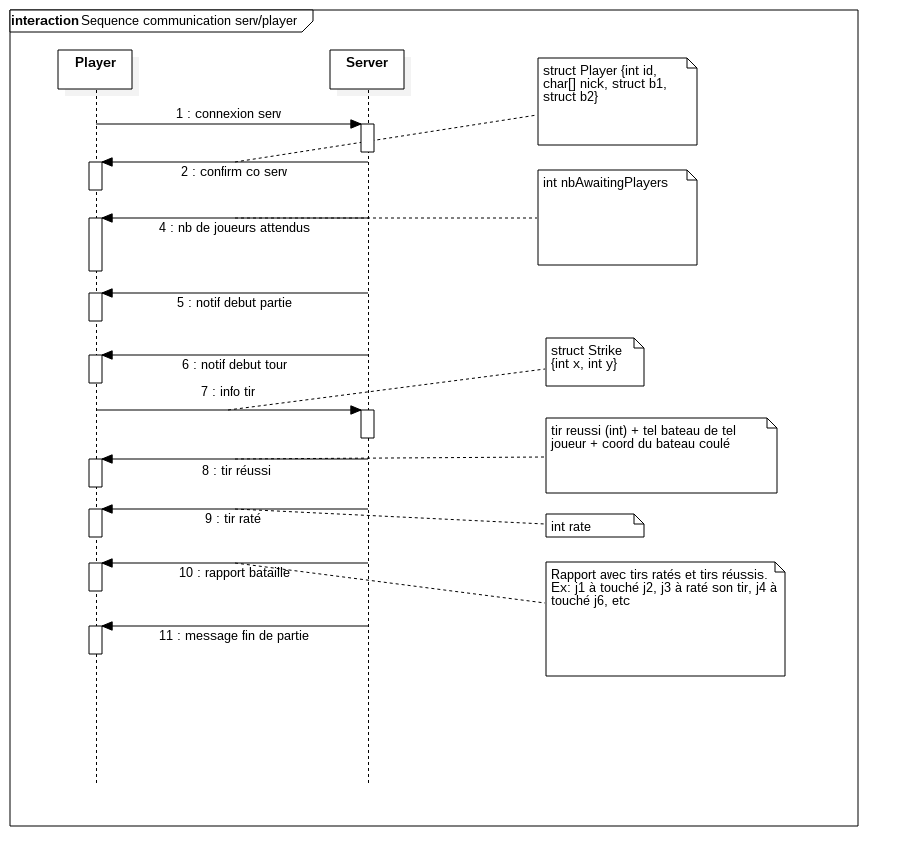 interaction Sequence communication serv/player
Player
Server
struct Player {int id,
char[] nick, struct b1,
struct b2}
1 : connexion serv
2 : confirm co serv
int nbAwaitingPlayers
4 : nb de joueurs attendus
5 : notif debut partie
struct Strike
{int x, int y}
6 : notif debut tour
7 : info tir
tir reussi (int) + tel bateau de tel
joueur + coord du bateau coulé
8 : tir réussi
9 : tir raté
int rate
10 : rapport bataille
Rapport avec tirs ratés et tirs réussis.
Ex: j1 à touché j2, j3 à raté son tir, j4 à
touché j6, etc
11 : message fin de partie